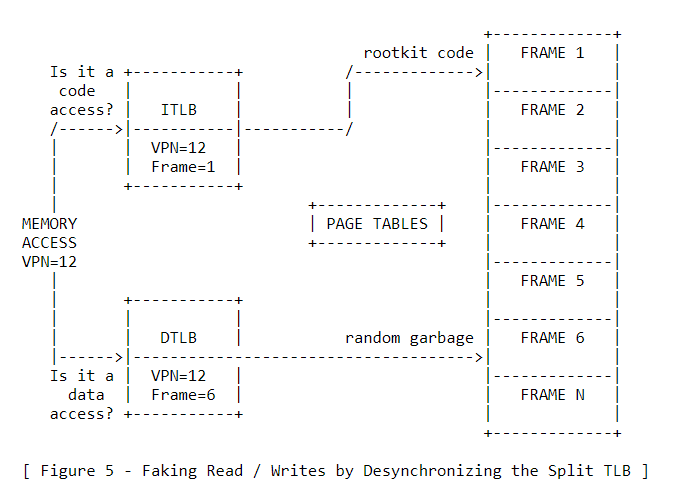 rootkit code FRAME 1
Is it a
code
access? ITLB FRAME 2
VPN=12
Frame=1 FRAME 3
MEMORY PAGE TABLES FRAME 4
ACCESS
VPN=12
FRAME 5
DTLB random garbage FRAME 6
Is it a VPN=12
data Frame=6 FRAME N
access?
[ Figure 5 - Faking Read / Writes by Desynchronizing the Split TLB ]